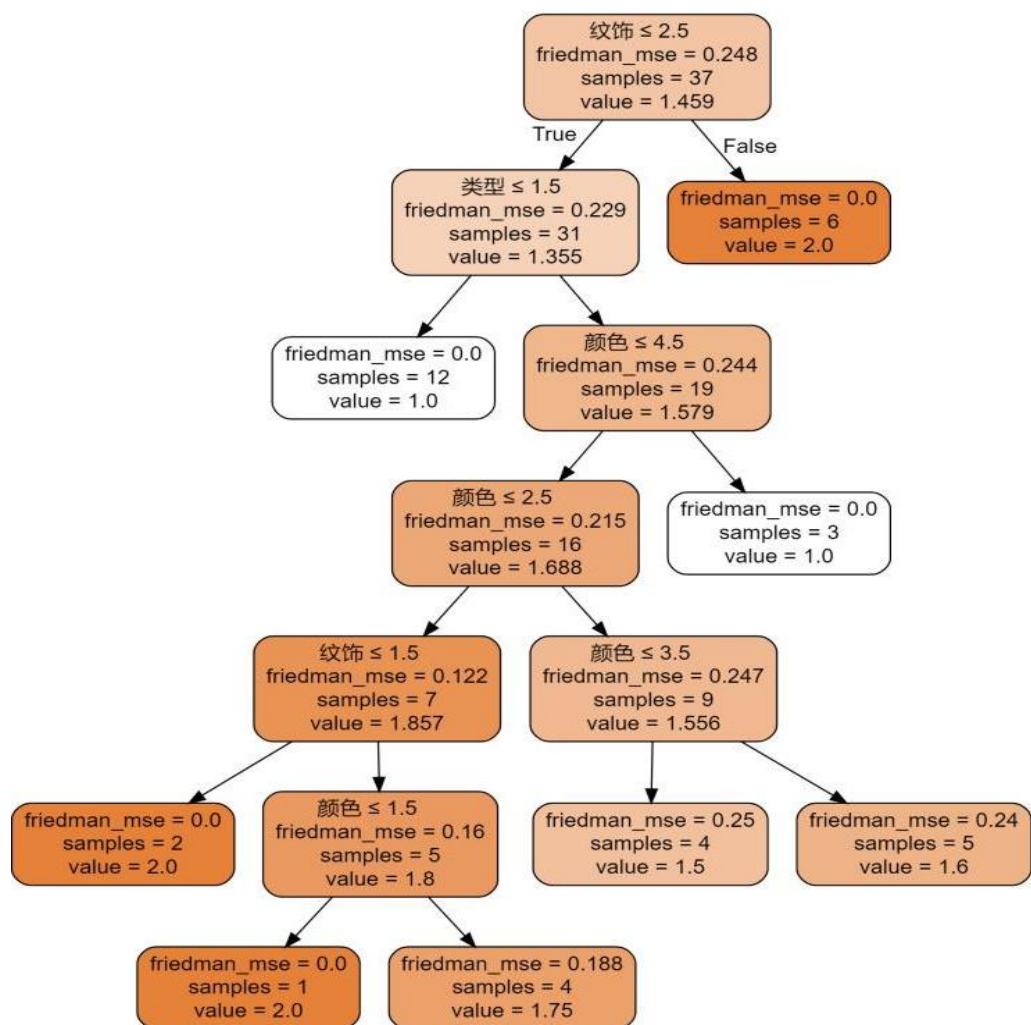 纹饰 ≤ 2.5
friedman_mse = 0.248
samples = 37
value = 1.459
True
False
类型 ≤ 1.5
friedman_mse = 0.229
samples = 31
value = 1.355
friedman_mse = 0.0
samples = 6
value = 2.0
friedman_mse = 0.0
samples = 12
value = 1.0
颜色 ≤ 4.5
friedman_mse = 0.244
samples = 19
value = 1.579
颜色 ≤ 2.5
friedman_mse = 0.215
samples = 16
value = 1.688
friedman_mse = 0.0
samples = 3
value = 1.0
纹饰 ≤ 1.5
friedman_mse = 0.122
samples = 7
value = 1.857
颜色 ≤ 3.5
friedman_mse = 0.247
samples = 9
value = 1.556
friedman_mse = 0.0
samples = 2
value = 2.0
颜色 ≤ 1.5
friedman_mse = 0.16
samples = 5
value = 1.8
friedman_mse = 0.25
samples = 4
value = 1.5
friedman_mse = 0.24
samples = 5
value = 1.6
friedman_mse = 0.0
samples = 1
value = 2.0
friedman_mse = 0.188
samples = 4
value = 1.75